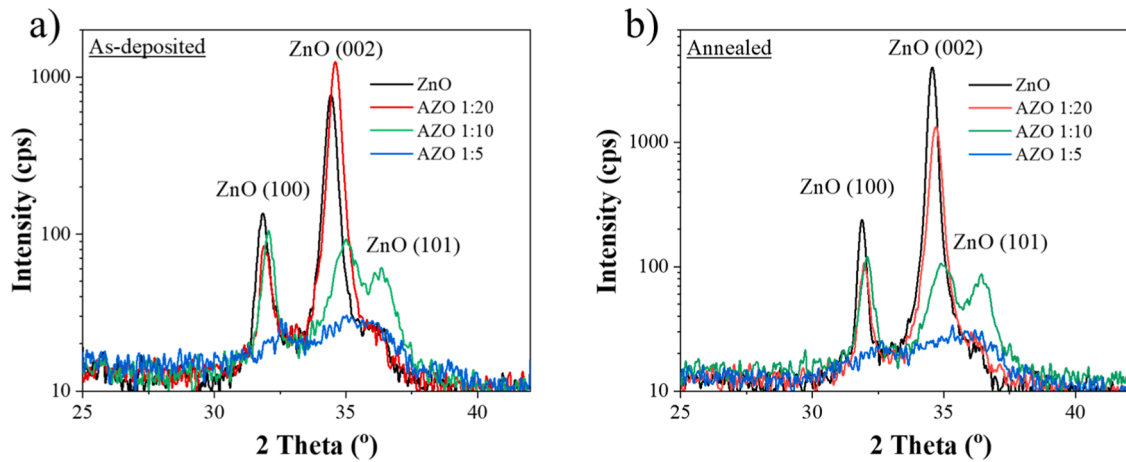 a)
As-deposited
ZnO (002)
ZnO
AZO 1:20
AZO 1:10
AZO 1:5
ZnO (100)
ZnO (101)
1000
100
10
Intensity (cps)
25 30 35 40
2 Theta (º)
b)
Annealed
ZnO (002)
ZnO
AZO 1:20
AZO 1:10
AZO 1:5
ZnO (100)
ZnO (101)
1000
100
10
Intensity (cps)
25 30 35 40
2 Theta (º)